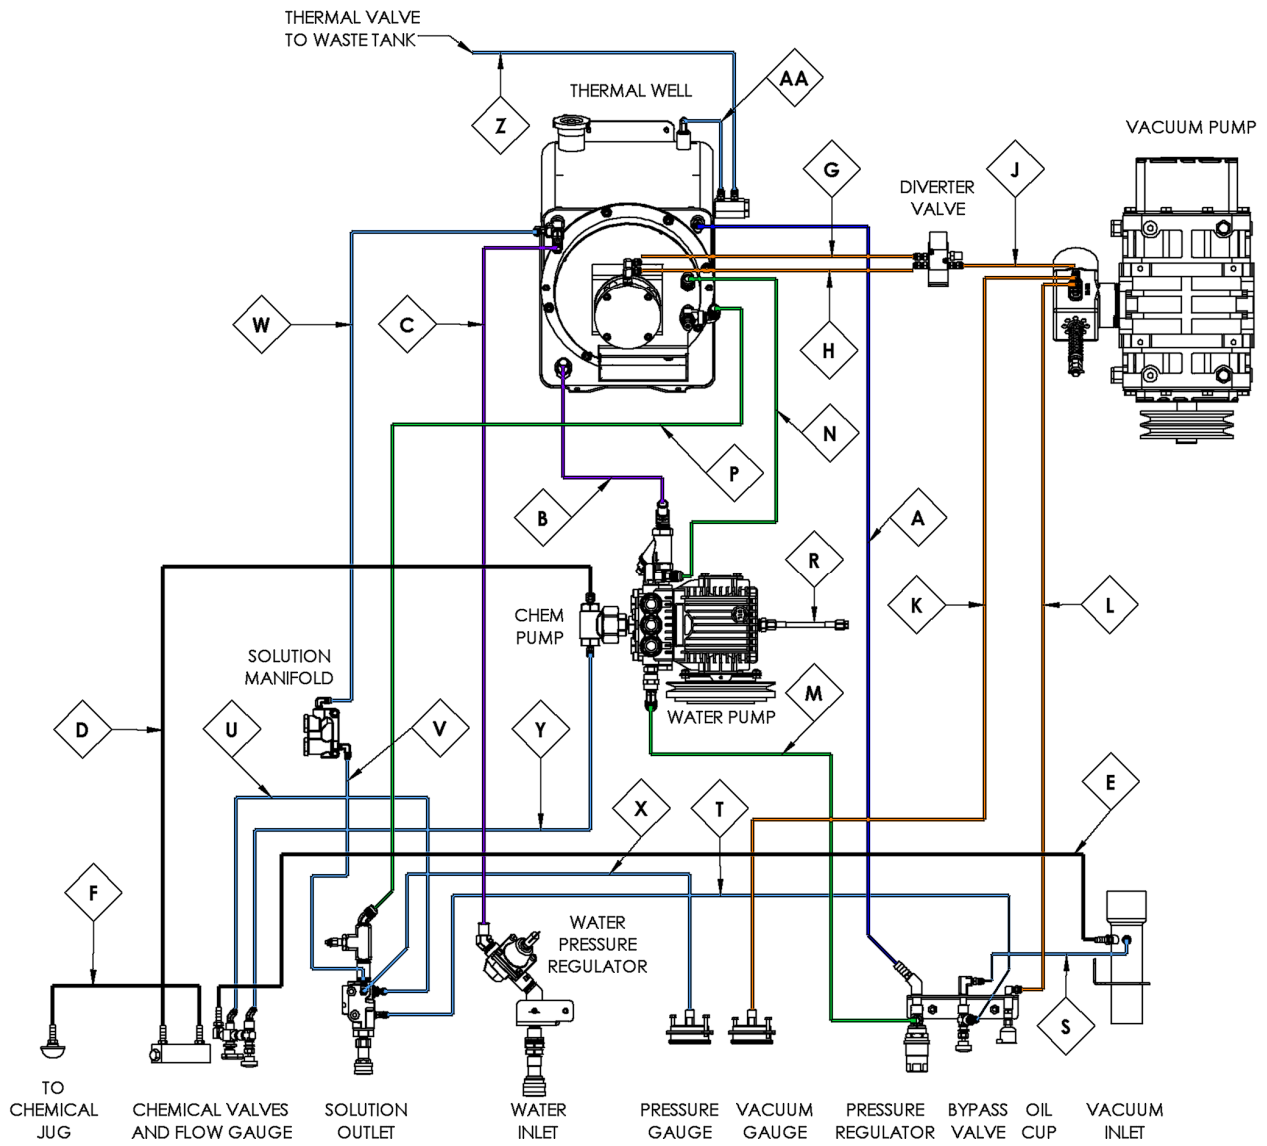 THERMAL VALVE
TO WASTE TANK
AA
THERMAL WELL
Z
VACUUM PUMP
G
J
DIVERTER
VALVE
W
C
H
N
P
B
A
R
K
L
CHEM
PUMP
SOLUTION
MANIFOLD
M
WATER PUMP
D
U
V
Y
E
X
T
F
WATER
PRESSURE
REGULATOR
S
TO
CHEMICAL
JUG
CHEMICAL VALVES
AND FLOW GAUGE
SOLUTION
OUTLET
WATER
INLET
PRESSURE
GAUGE
VACUUM
GAUGE
PRESSURE
REGULATOR
BYPASS
VALVE
OIL
CUP
VACUUM
INLET